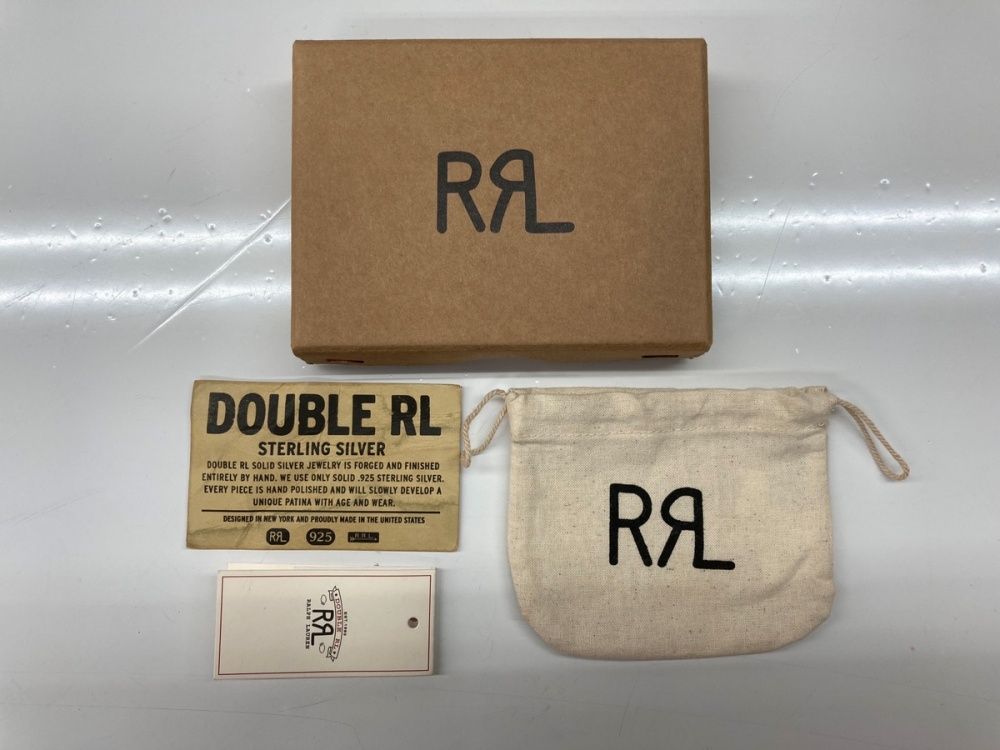 RRL
DOUBLE RL
STERLING SILVER
DOUBLE RL SOLID SILVER JEWELRY IS FORGED AND FINISHED
ENTIRELY BY HAND. WE USE ONLY SOLID .925 STERLING SILVER.
EVERY PIECE IS HAND POLISHED AND WILL SLOWLY DEVELOP A
UNIQUE PATINA WITH AGE AND WEAR.
DESIGNED IN NEW YORK AND PROUDLY MADE IN THE UNITED STATES
RRL 925 R.R.L.
RRL
DOUBLE RL
RRL
RALPH LAUREN